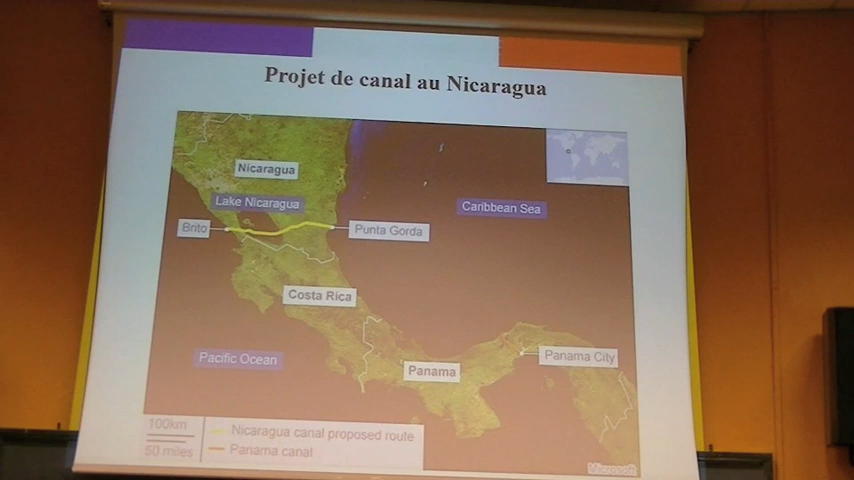 Projet de canal au Nicaragua
Nicaragua
Lake Nicaragua
Caribbean Sea
Brito
Punta Gorda
Costa Rica
Pacific Ocean
Panama
Panama City
100km
50 miles
Nicaragua canal proposed route
Panama canal
Microsoft